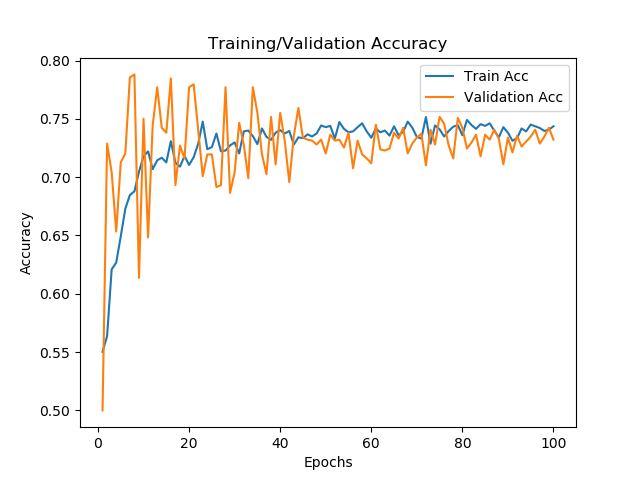 Training/Validation Accuracy
Train Acc
Validation Acc
0.80
0.75
0.70
0.65
0.60
0.55
0.50
Accuracy
0 20 40 60 80 100
Epochs